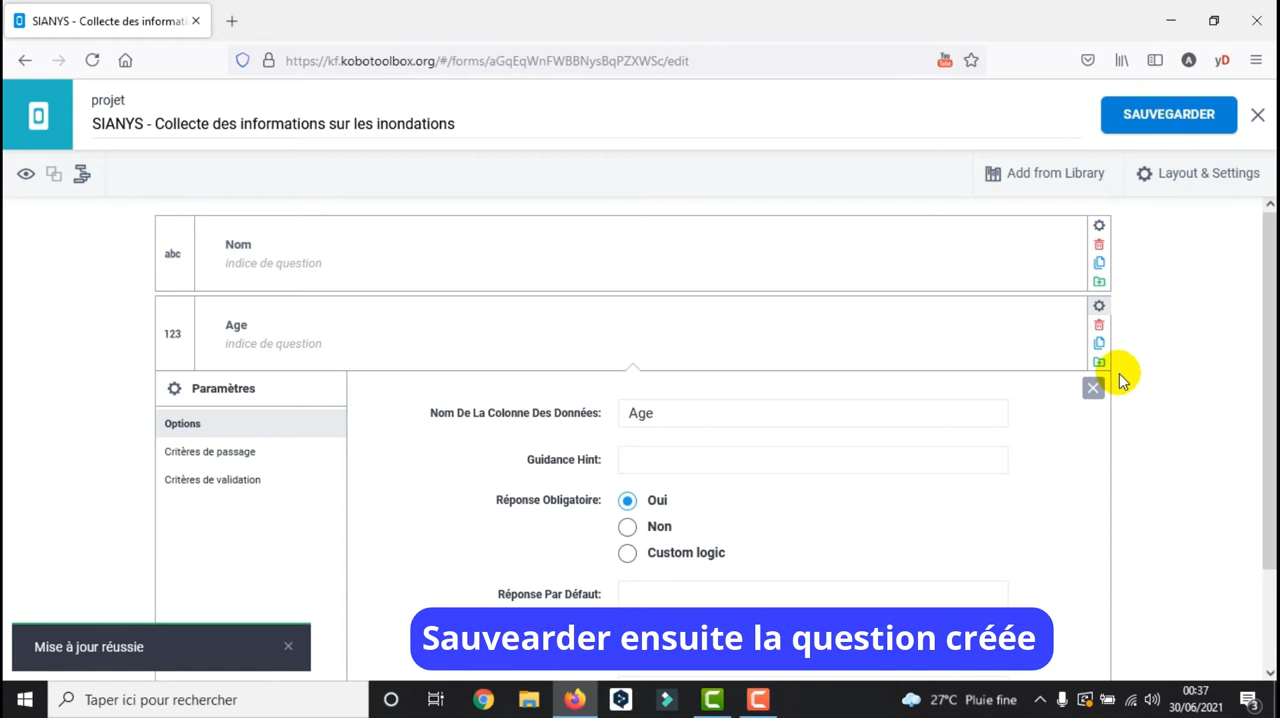 SIANYS - Collecte des informati
https://kf.kobotoolbox.org/#/forms/aGqEqWnFWBBNysBqPZXWSc/edit
You
Tube
A
yD
projet
SIANYS - Collecte des informations sur les inondations
SAUVEGARDER
Add from Library
Layout & Settings
abc
Nom
indice de question
123
Age
indice de question
Paramètres
Options
Critères de passage
Critères de validation
Nom De La Colonne Des Données:
Age
Guidance Hint:
Réponse Obligatoire:
Oui
Non
Custom logic
Réponse Par Défaut:
Mise à jour réussie
Sauvearder ensuite la question créée
Taper ici pour rechercher
27°C Pluie fine
00:37
30/06/2021
3